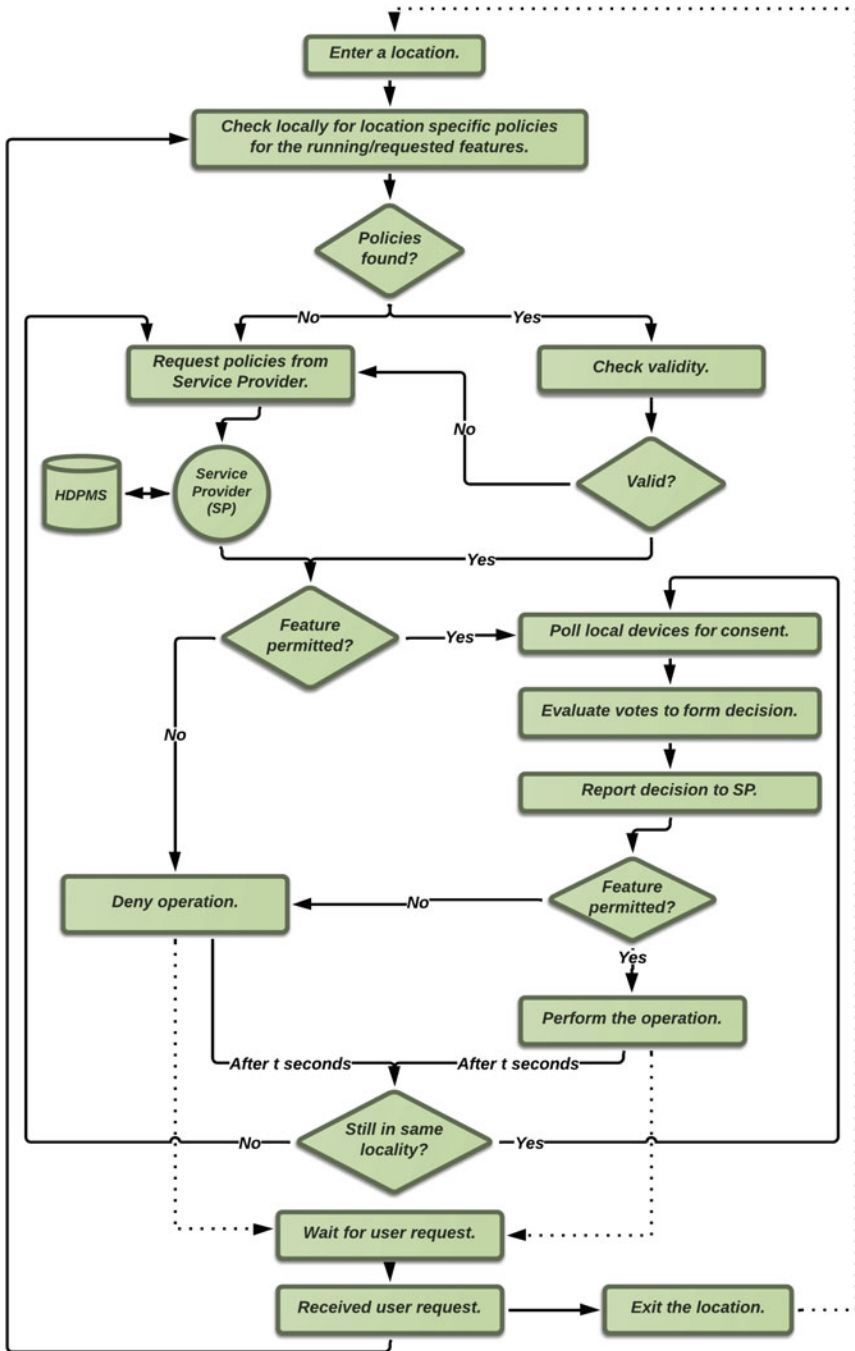 Enter a location.
Check locally for location specific policies
for the running/requested features.
Policies
found?
No
Yes
Request policies from
Service Provider.
Check validity.
No
HDPMS
Service
Provider
(SP)
Valid?
Yes
Feature
permitted?
Yes
Poll local devices for consent.
No
Evaluate votes to form decision.
Report decision to SP.
Deny operation.
No
Feature
permitted?
Yes
Perform the operation.
After t seconds
After t seconds
No
Still in same
locality?
Yes
Wait for user request.
Received user request.
Exit the location.